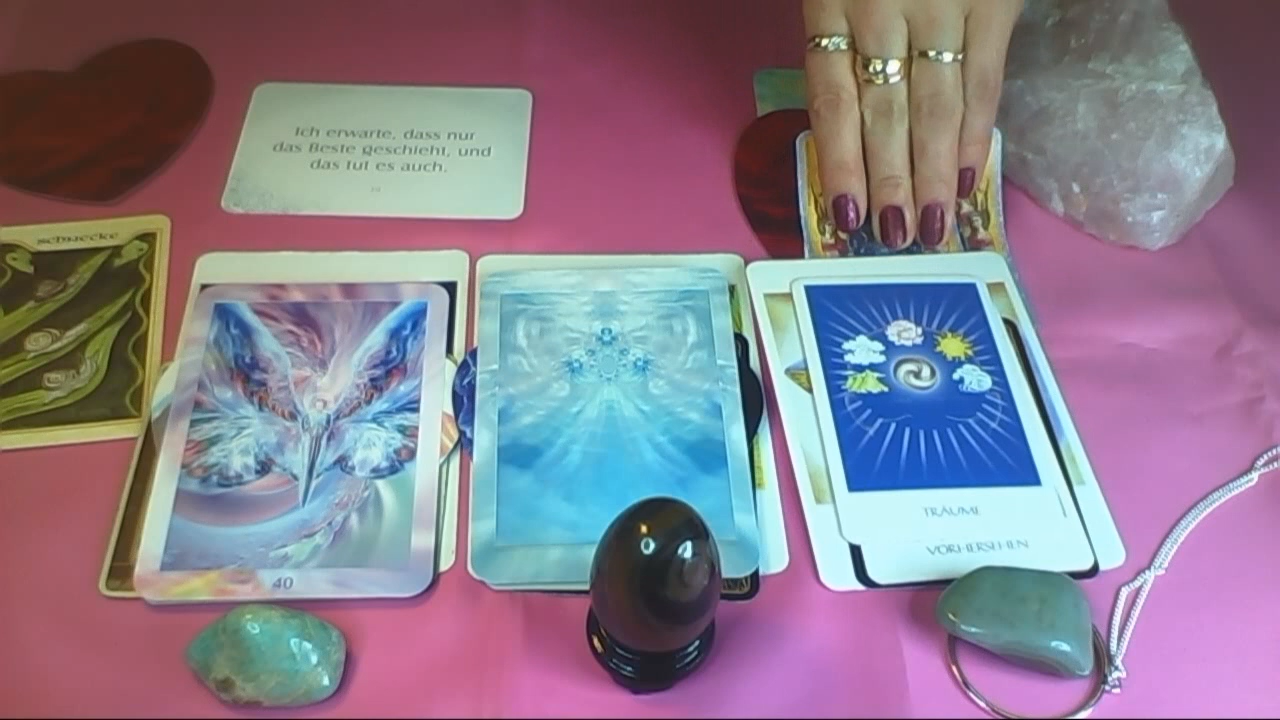 Ich erwarte, dass nur
das Beste geschieht, und
das tut es auch.
schnecke
40
TRÄUME
VORHERSEHEN